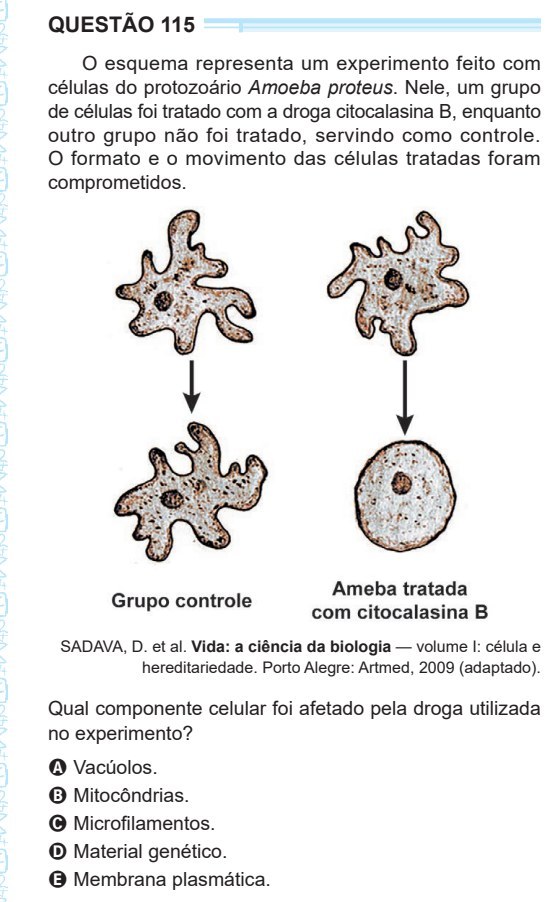 QUESTÃO 115
O esquema representa um experimento feito com
células do protozoário Amoeba proteus. Nele, um grupo
de células foi tratado com a droga citocalasina B, enquanto
outro grupo não foi tratado, servindo como controle.
O formato e o movimento das células tratadas foram
comprometidos.
Grupo controle
Ameba tratada
com citocalasina B
SADAVA, D. et al. Vida: a ciência da biologia — volume I: célula e
hereditariedade. Porto Alegre: Artmed, 2009 (adaptado).
Qual componente celular foi afetado pela droga utilizada
no experimento?
A Vacúolos.
B Mitocôndrias.
C Microfilamentos.
D Material genético.
E Membrana plasmática.